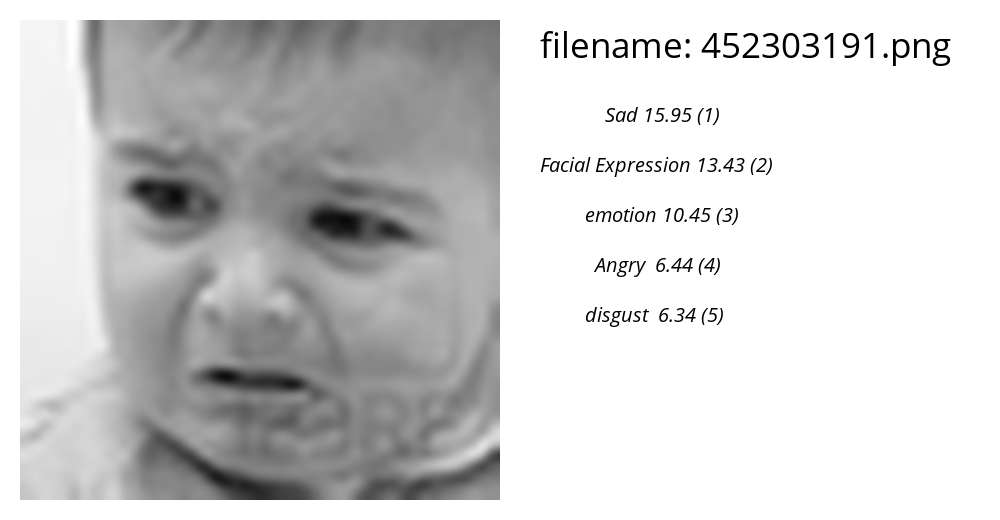 filename: 452303191.png
Sad 15.95 (1)
Facial Expression 13.43 (2)
emotion 10.45 (3)
Angry 6.44 (4)
disgust 6.34 (5)